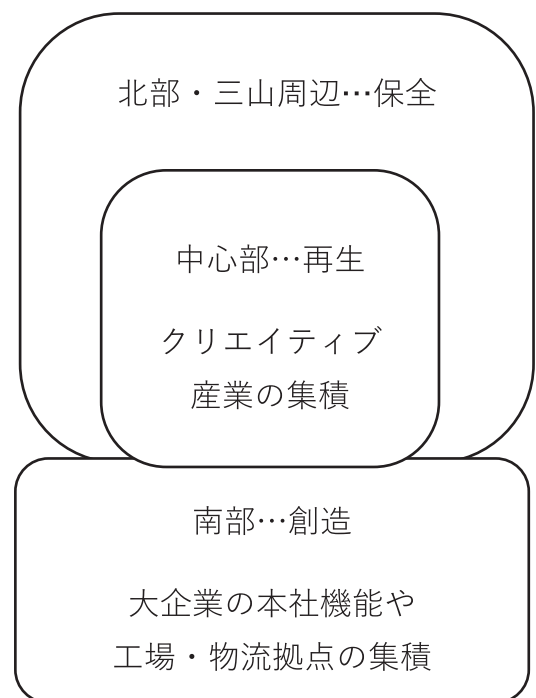 北部・三山周辺…保全
中心部…再生
クリエイティブ
産業の集積
南部…創造
大企業の本社機能や
工場・物流拠点の集積